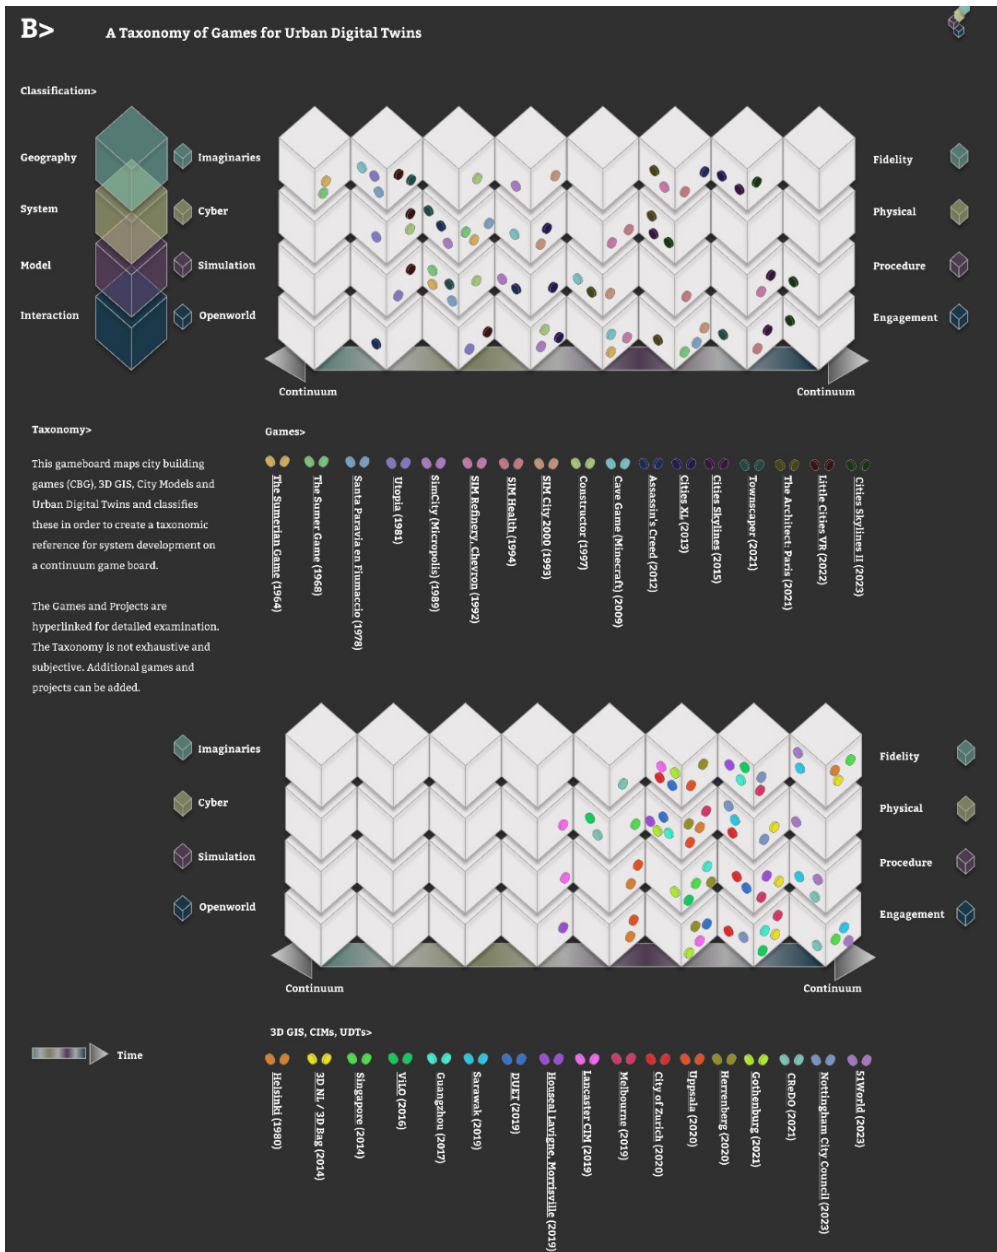 B>
A Taxonomy of Games for Urban Digital Twins
Classification>
Geography
Imaginaries
Fidelity
System
Cyber
Physical
Model
Simulation
Procedure
Interaction
Openworld
Engagement
Continuum
Continuum
Taxonomy>
This gameboard maps city building
games (CBG), 3D GIS, City Models and
Urban Digital Twins and classifies
these in order to create a taxonomic
reference for system development on
a continuum game board.
The Games and Projects are
hyperlinked for detailed examination.
The Taxonomy is not exhaustive and
subjective. Additional games and
projects can be added.
Games>
The Sumerian Game (1964)
The Sumer Game (1968)
Santa Paravia en Fiumaccio (1978)
Utopia (1981)
SimCity (Micropolis) (1989)
SIM Refinery, Chevron (1992)
SIM Health (1994)
SIM City 2000 (1993)
Constructor (1997)
Cave Game (Minecraft) (2009)
Assassin's Creed (2012)
Cities XL (2013)
Cities Skylines (2015)
Townscaper (2021)
The Architect: Paris (2021)
Little Cities VR (2022)
Cities Skylines II (2023)
Imaginaries
Fidelity
Cyber
Physical
Simulation
Procedure
Openworld
Engagement
Continuum
Continuum
Time
3D GIS, CIMs, UDTs>
Helsinki (1980)
3D NL / 3D Bag (2014)
Singapore (2014)
ViLO (2016)
Guangzhou (2017)
Sarawak (2019)
DUET (2019)
Houseal Lavigne, Morrisville (2019)
Lancaster CIM (2019)
Melbourne (2019)
City of Zurich (2020)
Uppsala (2020)
Herrenberg (2020)
Gothenburg (2021)
CReDO (2021)
Nottingham City Council (2023)
51World (2023)